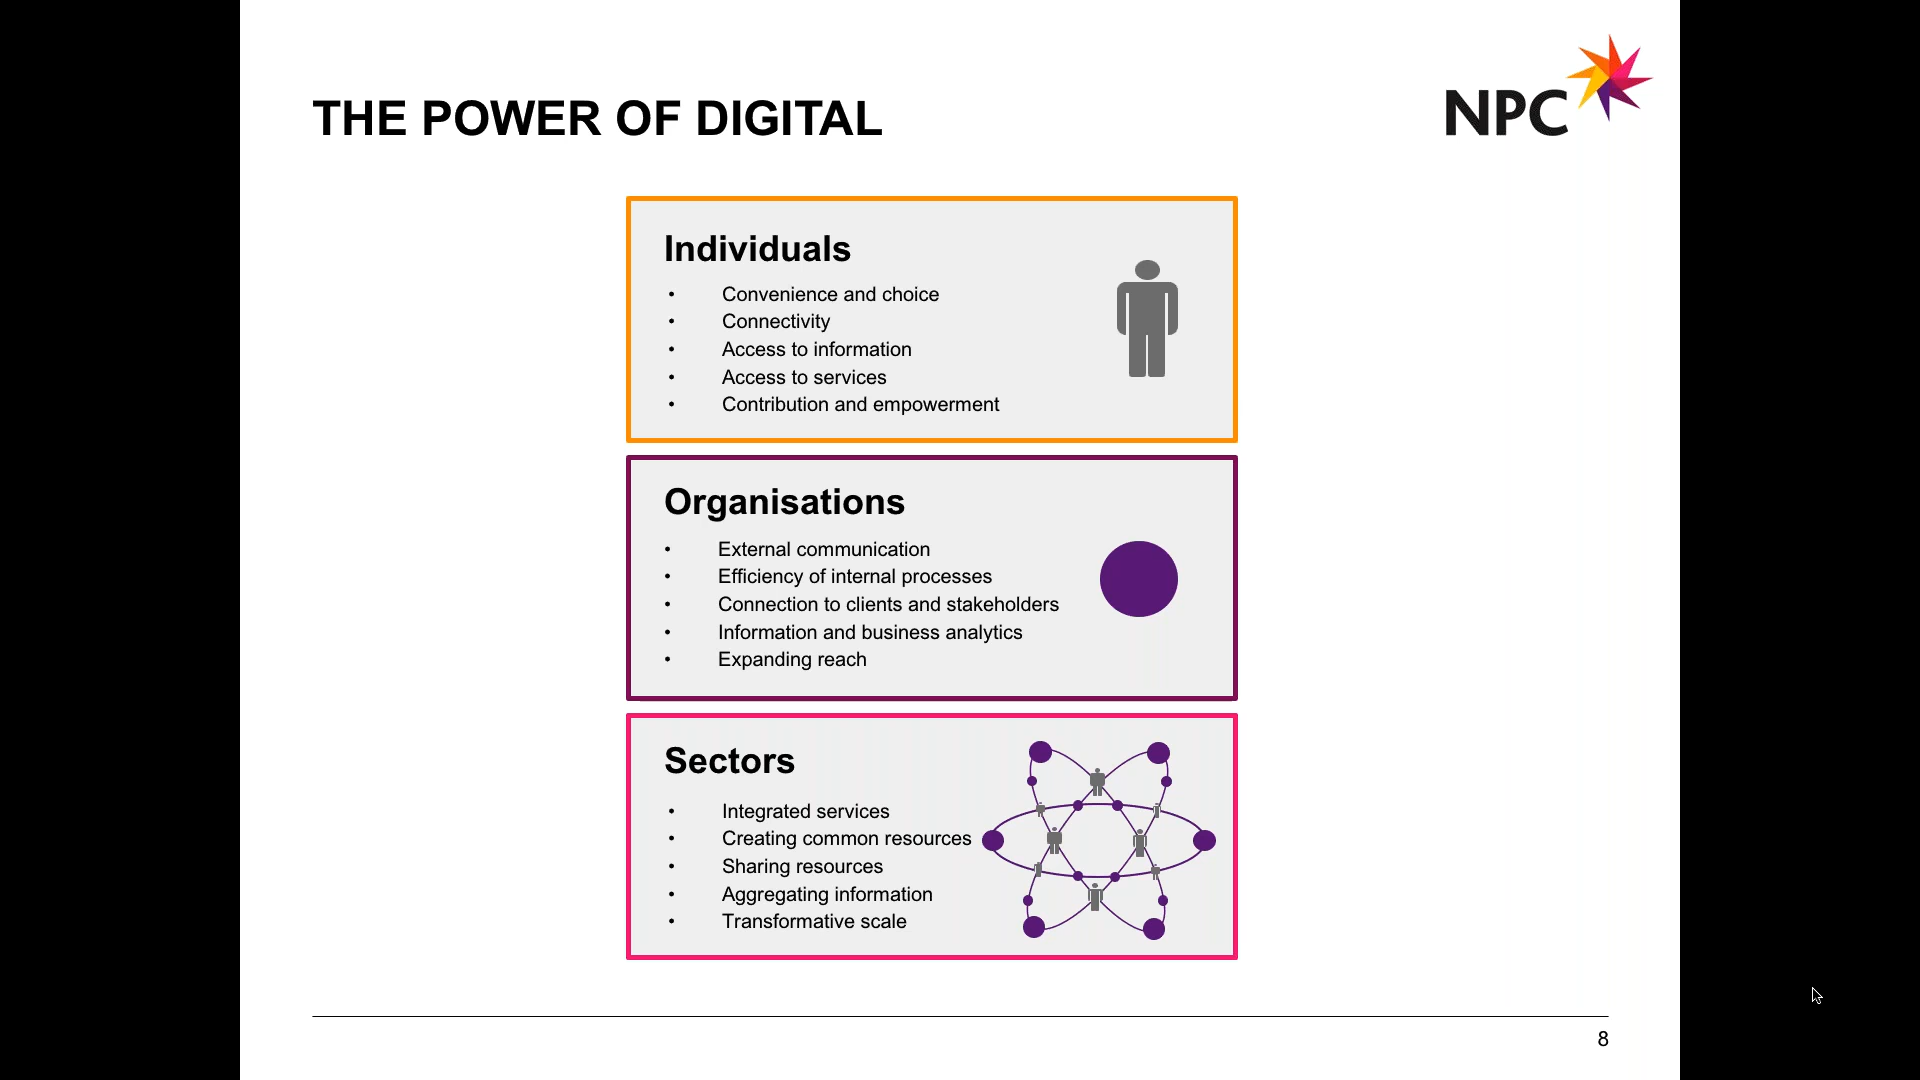 THE POWER OF DIGITAL
NPC
Individuals
• Convenience and choice
• Connectivity
• Access to information
• Access to services
• Contribution and empowerment
Organisations
• External communication
• Efficiency of internal processes
• Connection to clients and stakeholders
• Information and business analytics
• Expanding reach
Sectors
• Integrated services
• Creating common resources
• Sharing resources
• Aggregating information
• Transformative scale
8